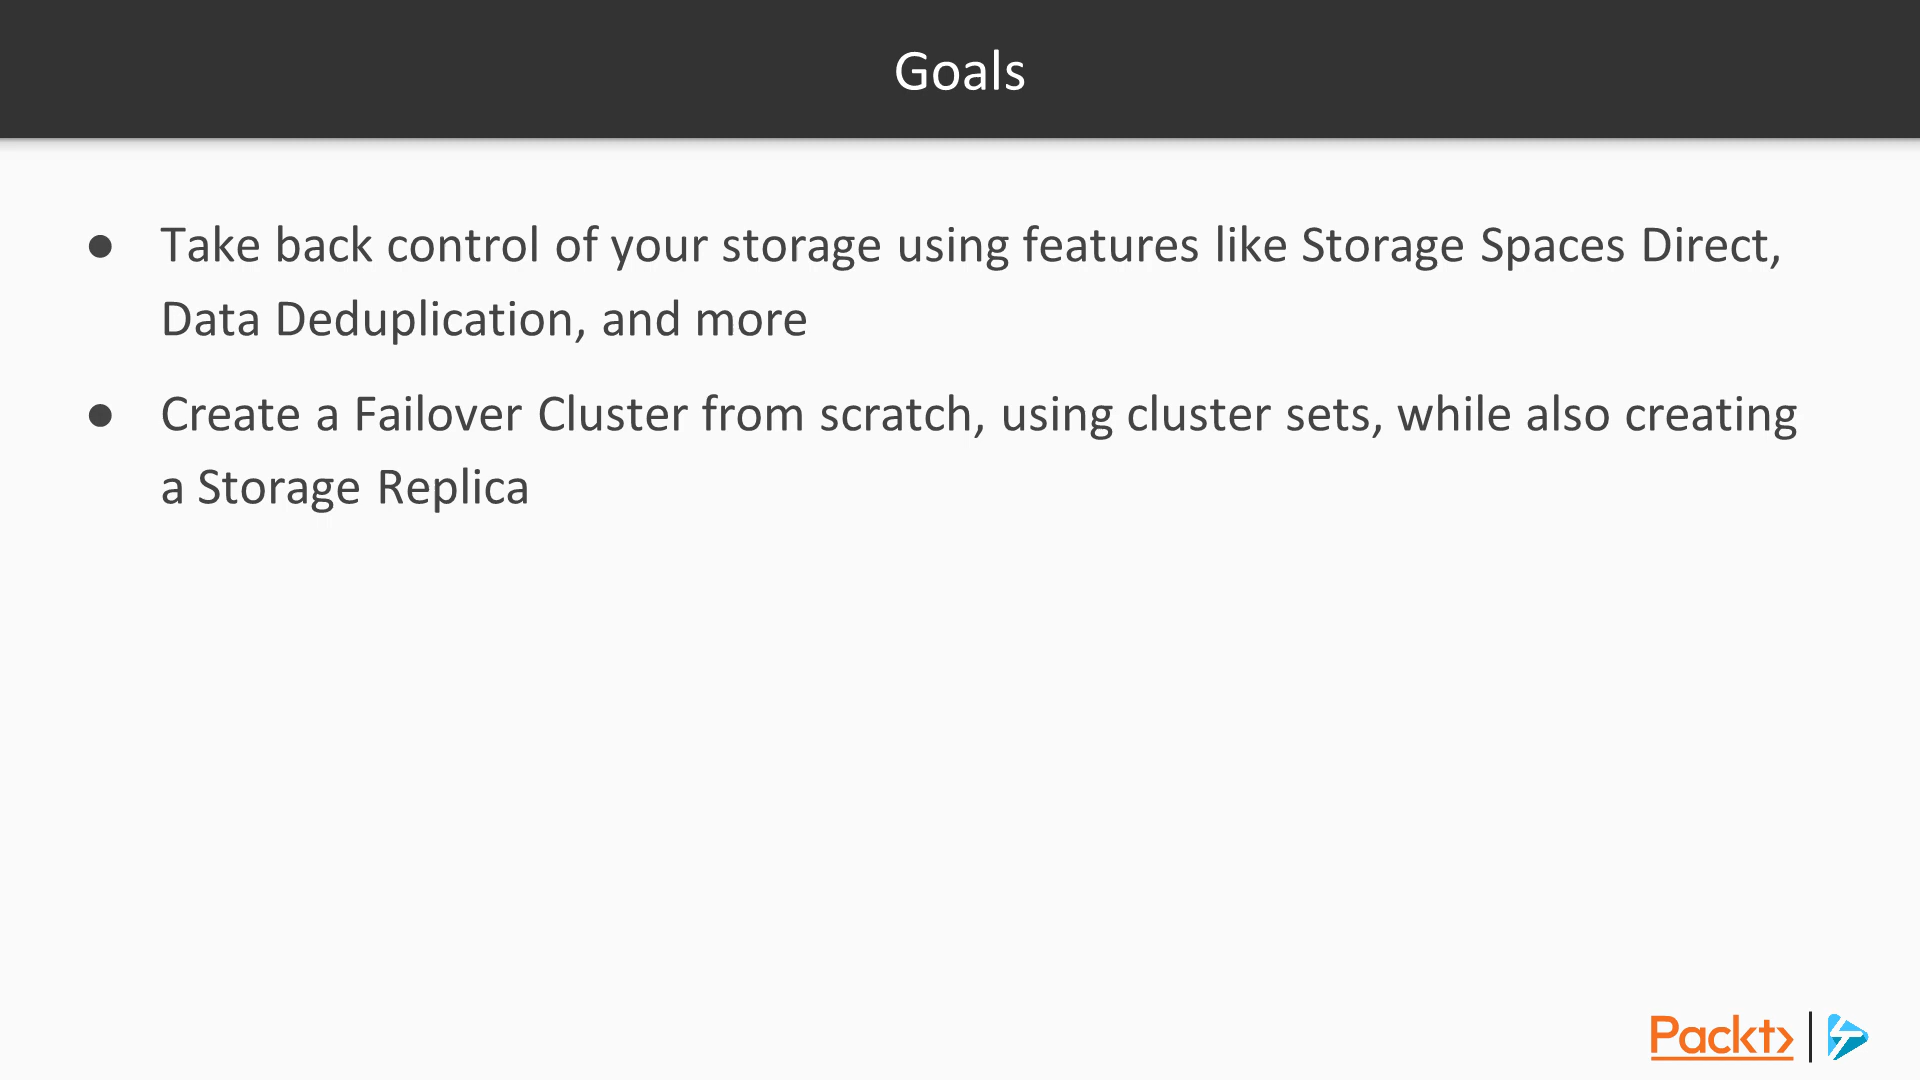 Goals
● Take back control of your storage using features like Storage Spaces Direct,
Data Deduplication, and more
● Create a Failover Cluster from scratch, using cluster sets, while also creating
a Storage Replica
Packt>